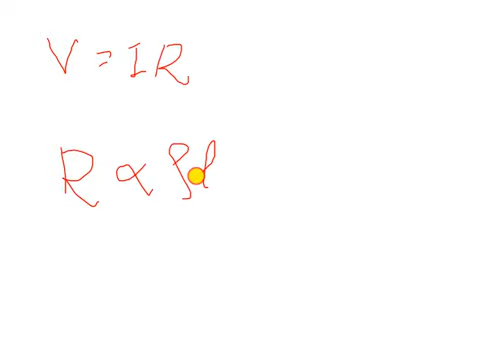 V = IR
R ∝ ρl